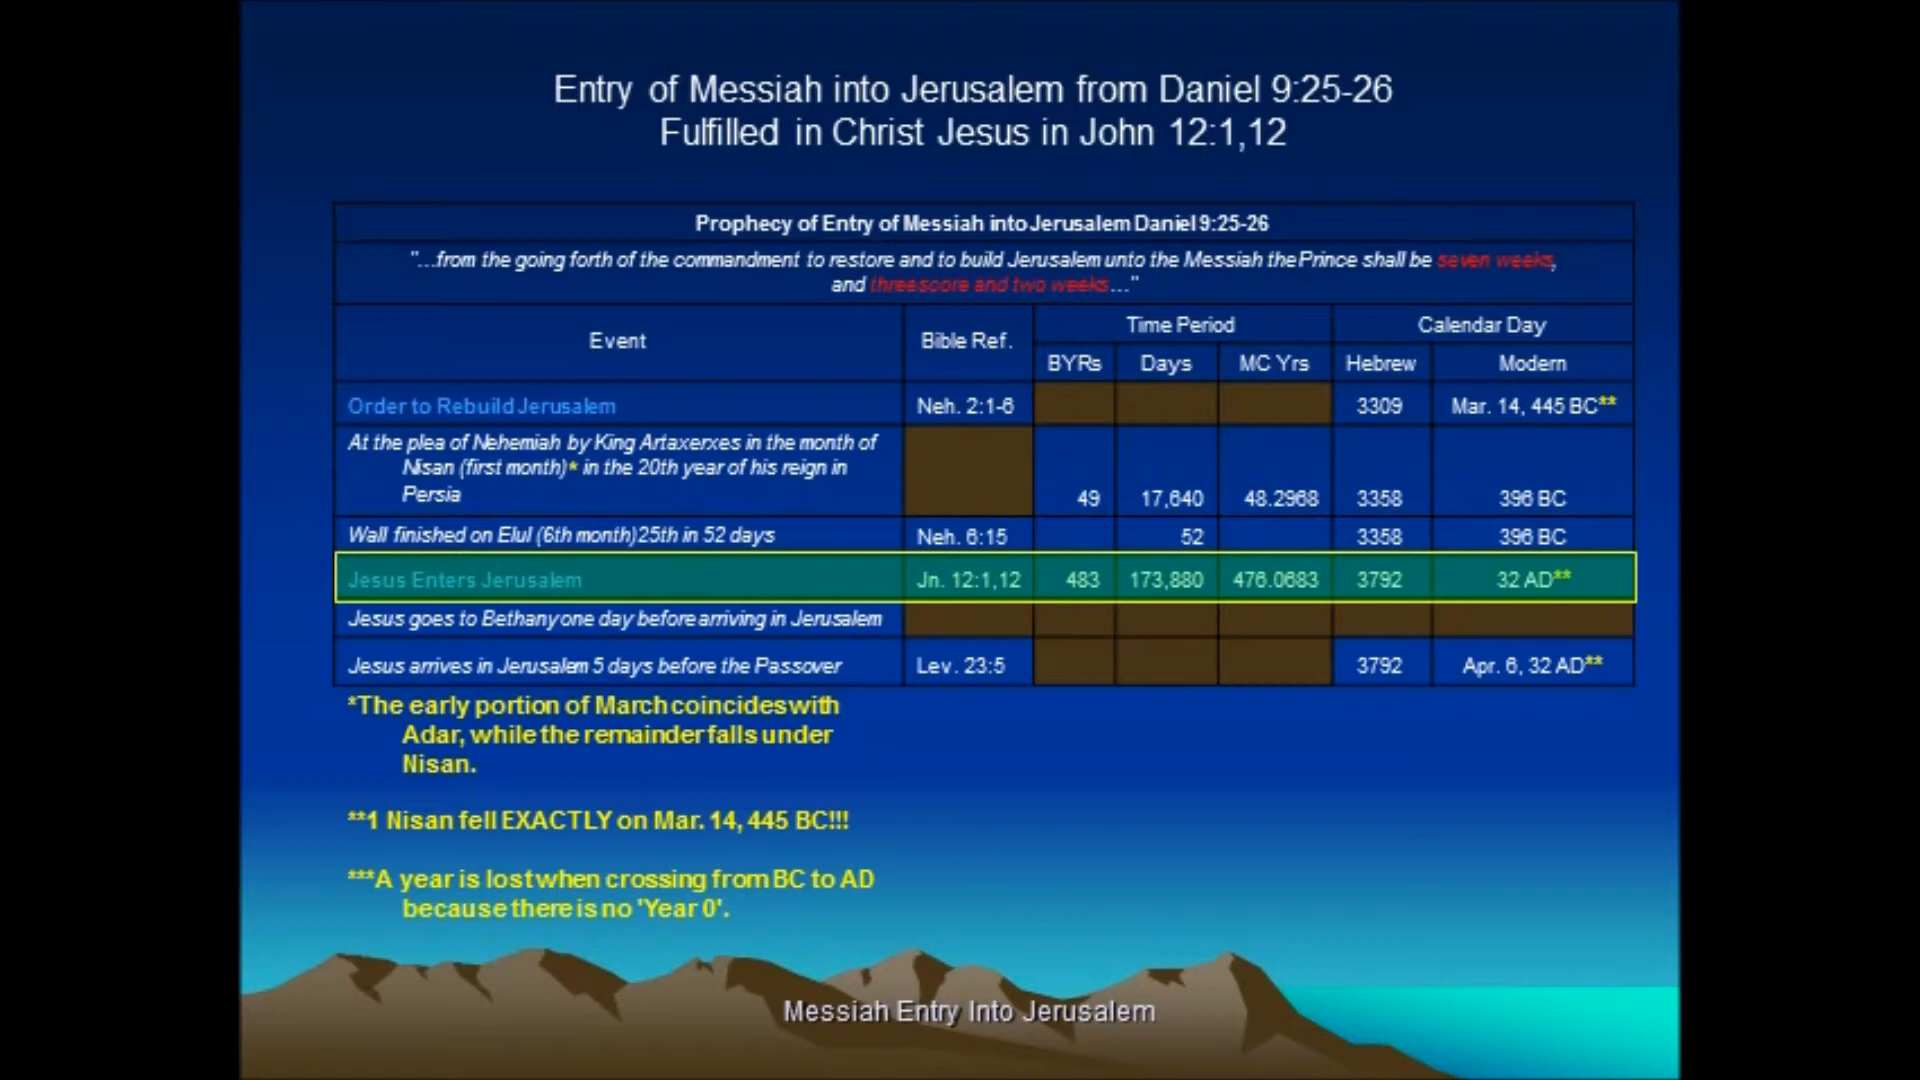 Entry of Messiah into Jerusalem from Daniel 9:25-26
Fulfilled in Christ Jesus in John 12:1,12
Prophecy of Entry of Messiah into Jerusalem Daniel 9:25-26
"...from the going forth of the commandment to restore and to build Jerusalem unto the Messiah the Prince shall be seven weeks,
and threescore and two weeks..."
Event Bible Ref. Time Period Calendar Day
BYRs Days MC Yrs Hebrew Modern
Order to Rebuild Jerusalem Neh. 2:1-6 3309 Mar. 14, 445 BC**
At the plea of Nehemiah by King Artaxerxes in the month of
Nisan (first month)* in the 20th year of his reign in
Persia 49 17,640 48.2968 3358 396 BC
Wall finished on Elul (6th month)25th in 52 days Neh. 6:15 52 3358 396 BC
Jesus Enters Jerusalem Jn. 12:1,12 483 173,880 476.0683 3792 32 AD**
Jesus goes to Bethany one day before arriving in Jerusalem
Jesus arrives in Jerusalem 5 days before the Passover Lev. 23:5 3792 Apr. 6, 32 AD**
*The early portion of March coincides with
Adar, while the remainder falls under
Nisan.
**1 Nisan fell EXACTLY on Mar. 14, 445 BC!!!
***A year is lost when crossing from BC to AD
because there is no 'Year 0'.
Messiah Entry Into Jerusalem